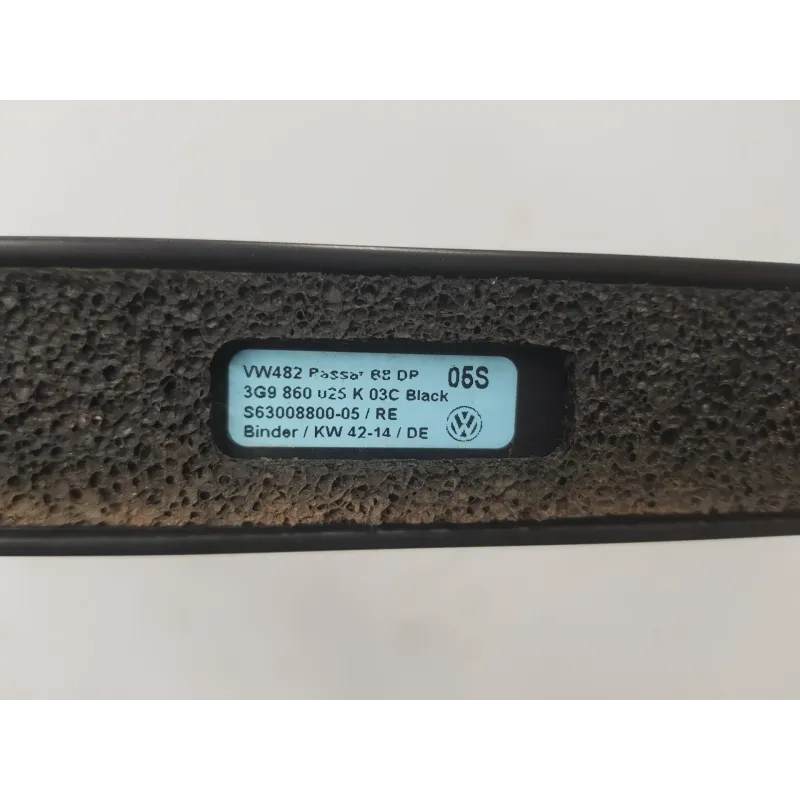 VW482 Passat B8 DP 05S
3G9 860 025 K 03C Black
S63008800-05 / RE
Binder / KW 42-14 / DE